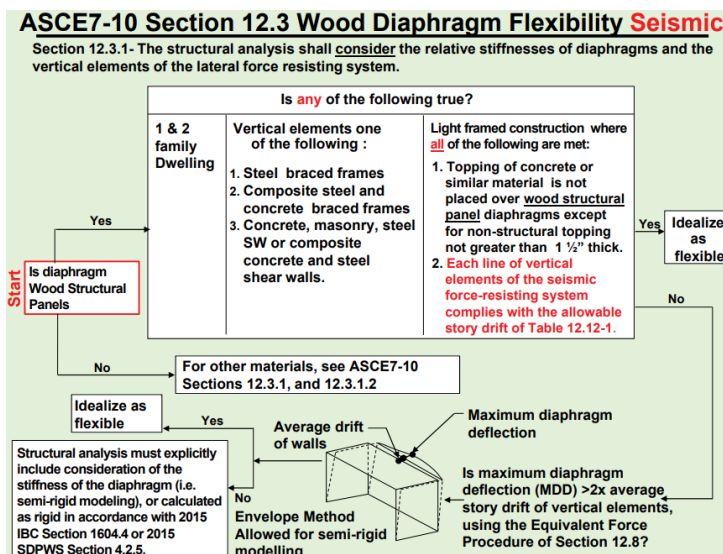 ASCE7-10 Section 12.3 Wood Diaphragm Flexibility Seismic
Section 12.3.1- The structural analysis shall consider the relative stiffnesses of diaphragms and the
vertical elements of the lateral force resisting system.
Is any of the following true?
1 & 2
family
Dwelling
Vertical elements one
of the following :
1. Steel braced frames
2. Composite steel and
concrete braced frames
3. Concrete, masonry, steel
SW or composite
concrete and steel
shear walls.
Light framed construction where
all of the following are met:
1. Topping of concrete or
similar material is not
placed over wood structural
panel diaphragms except
for non-structural topping
not greater than 1 ½” thick.
2. Each line of vertical
elements of the seismic
force-resisting system
complies with the allowable
story drift of Table 12.12-1.
Yes
Idealize
as
flexible
No
Yes
Start
Is diaphragm
Wood Structural
Panels
No
For other materials, see ASCE7-10
Sections 12.3.1, and 12.3.1.2
Idealize as
flexible
Yes
Average drift
of walls
Maximum diaphragm
deflection
Structural analysis must explicitly
include consideration of the
stiffness of the diaphragm (i.e.
semi-rigid modeling), or calculated
as rigid in accordance with 2015
IBC Section 1604.4 or 2015
SDPWS Section 4.2.5.
No
Envelope Method
Allowed for semi-rigid
modelling
Is maximum diaphragm
deflection (MDD) >2x average
story drift of vertical elements,
using the Equivalent Force
Procedure of Section 12.8?